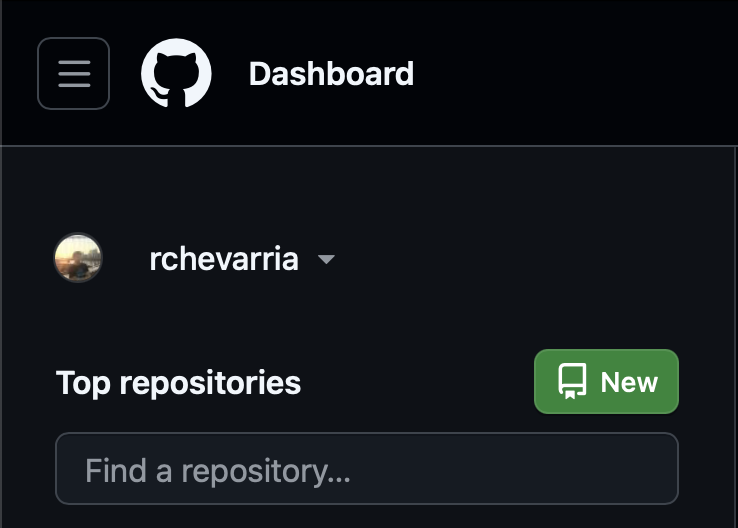 Dashboard
rchevarria
Top repositories
New
Find a repository...